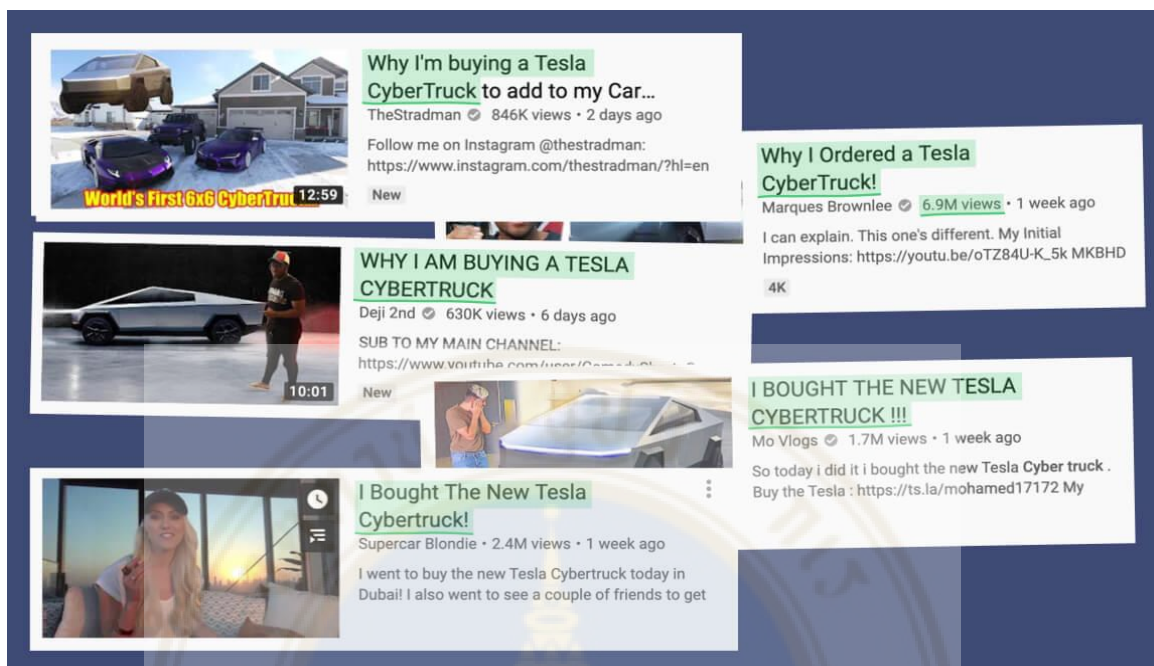 Why I'm buying a Tesla
CyberTruck to add to my Car...
TheStradman 846K views • 2 days ago
Follow me on Instagram @thestradman:
https://www.instagram.com/thestradman/?hl=en
New
World's First 6x6 CyberTru
12:59
WHY I AM BUYING A TESLA
CYBERTRUCK
Deji 2nd 630K views • 6 days ago
SUB TO MY MAIN CHANNEL:
New
10:01
I Bought The New Tesla
Cybertruck!
Supercar Blondie • 2.4M views • 1 week ago
I went to buy the new Tesla Cybertruck today in
Dubai! I also went to see a couple of friends to get
Why I Ordered a Tesla
CyberTruck!
Marques Brownlee 6.9M views • 1 week ago
I can explain. This one's different. My Initial
Impressions: https://youtu.be/oTZ84U-K_5k MKBHD
4K
I BOUGHT THE NEW TESLA
CYBERTRUCK !!!
Mo Vlogs 1.7M views • 1 week ago
So today i did it i bought the new Tesla Cyber truck .
Buy the Tesla : https://ts.la/mohamed17172 My